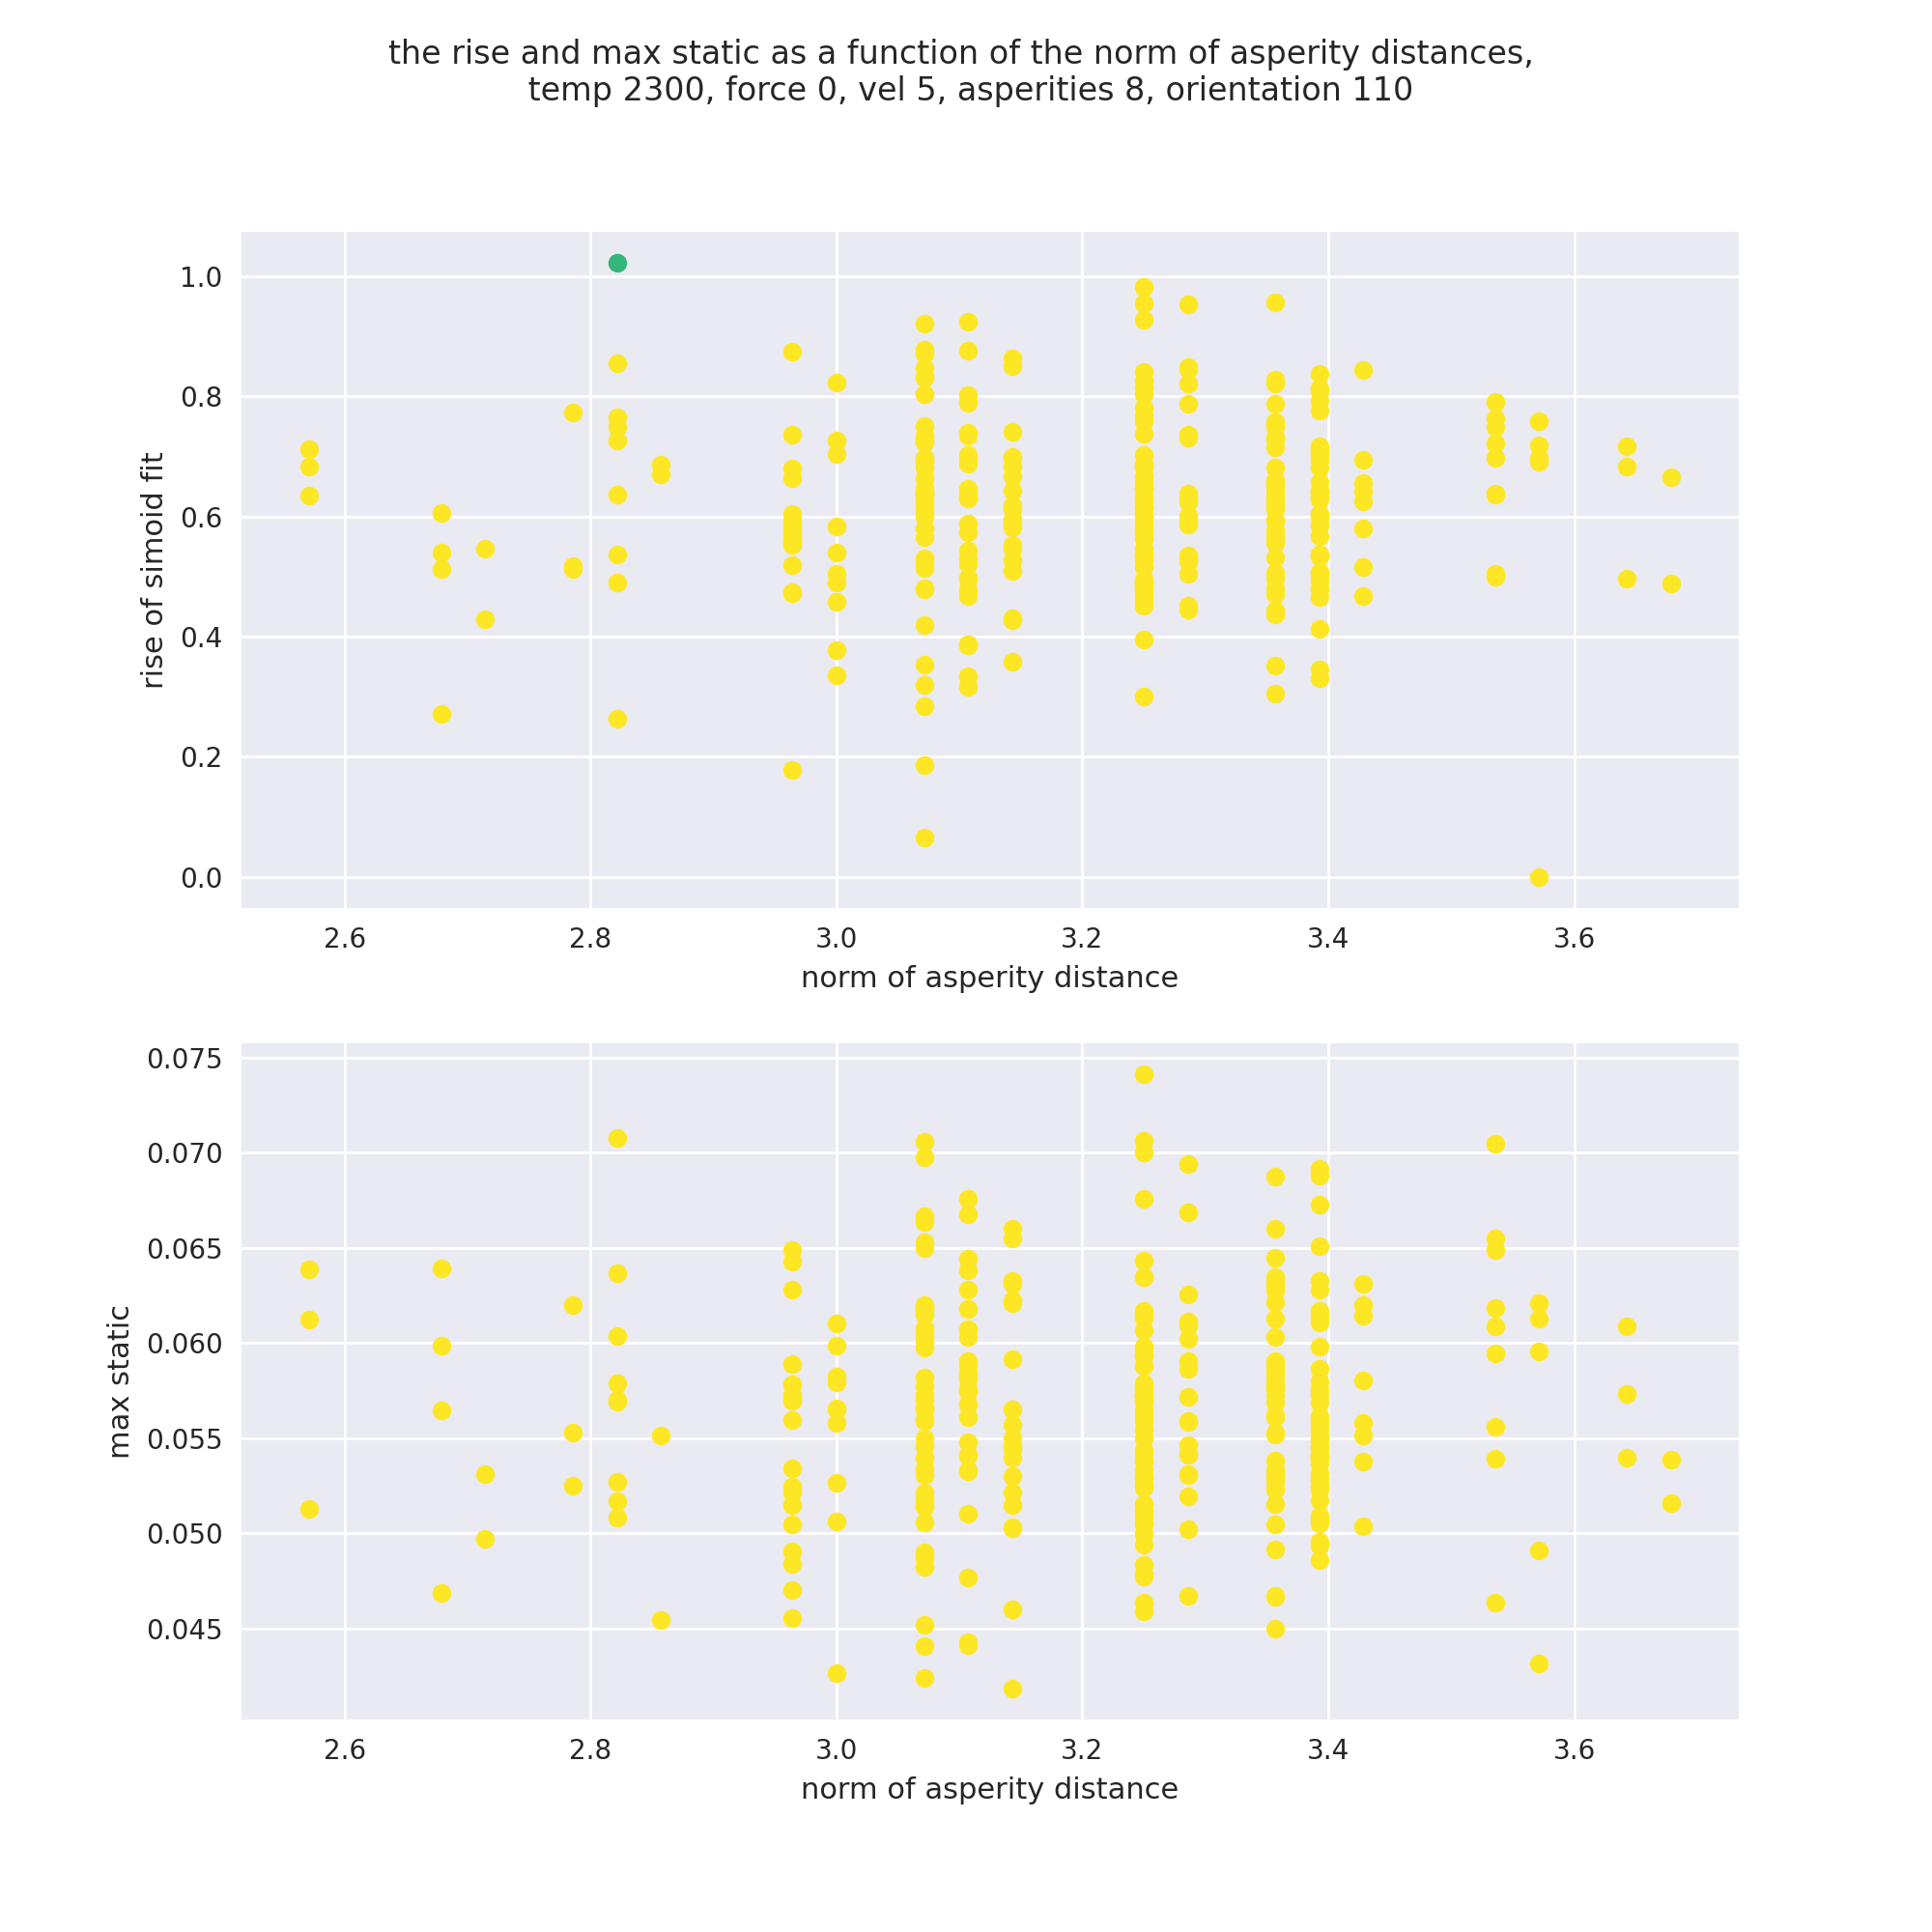 the rise and max static as a function of the norm of asperity distances,
temp 2300, force 0, vel 5, asperities 8, orientation 110
1.0
0.8
0.6
0.4
0.2
0.0
rise of simoid fit
2.6 2.8 3.0 3.2 3.4 3.6
norm of asperity distance
0.075
0.070
0.065
0.060
0.055
0.050
0.045
max static
2.6 2.8 3.0 3.2 3.4 3.6
norm of asperity distance